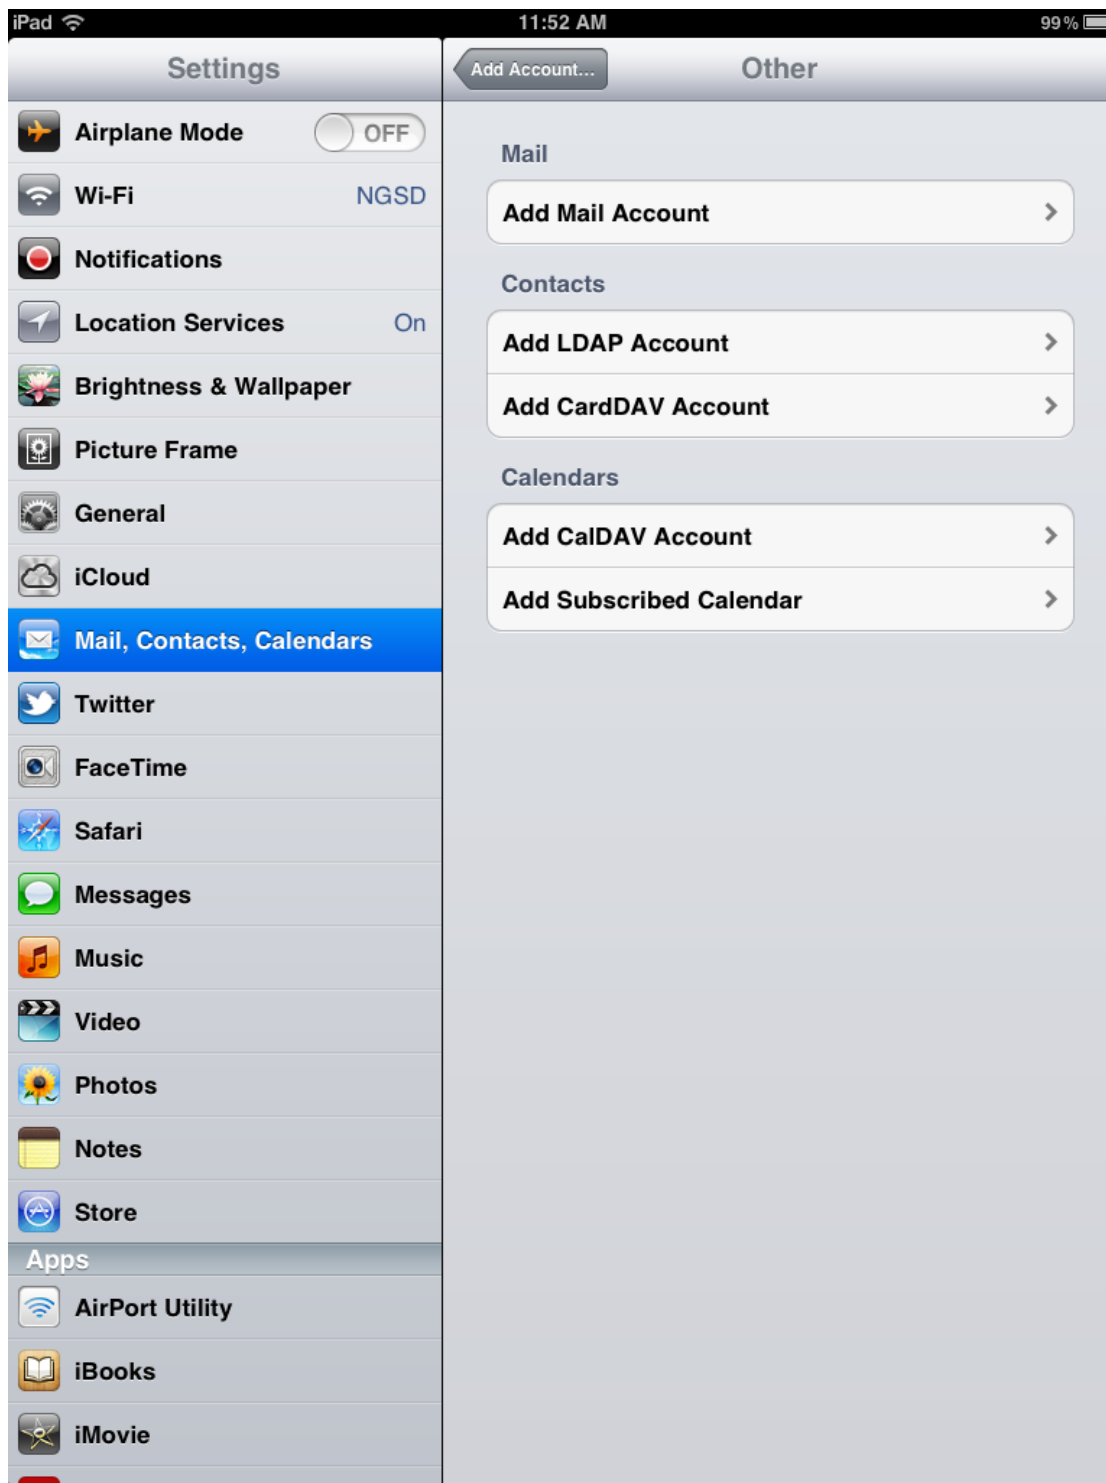 iPad 11:52 AM 99%
Settings
Airplane Mode OFF
Wi-Fi NGSD
Notifications
Location Services On
Brightness & Wallpaper
Picture Frame
General
iCloud
Mail, Contacts, Calendars
Twitter
FaceTime
Safari
Messages
Music
Video
Photos
Notes
Store
Apps
AirPort Utility
iBooks
iMovie
Add Account... Other
Mail
Add Mail Account
Contacts
Add LDAP Account
Add CardDAV Account
Calendars
Add CalDAV Account
Add Subscribed Calendar